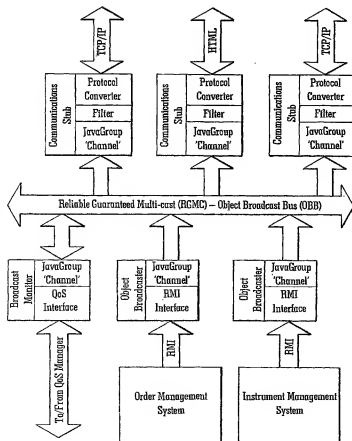 TCP/IP
HTML
TCP/IP
Communications
Stub
Protocol
Converter
Filter
JavaGroup
'Channel'
Communications
Stub
Protocol
Converter
Filter
JavaGroup
'Channel'
Communications
Stub
Protocol
Converter
Filter
JavaGroup
'Channel'
Reliable Guaranteed Multi-cast (RGMC) – Object Broadcast Bus (OBB)
Broadcast
Monitor
JavaGroup
'Channel'
QoS
Interface
Object
Broadcaster
JavaGroup
'Channel'
RMI
Interface
Object
Broadcaster
JavaGroup
'Channel'
RMI
Interface
To/From QoS Manager
RMI
RMI
Order Management
System
Instrument Management
System